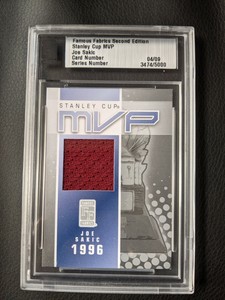 Famous Fabrics Second Edition
Stanley Cup MVP
Joe Sakic
Card Number 04/09
Series Number 3474/5000
STANLEY CUP
MVP
JOE
SAKIC
1996